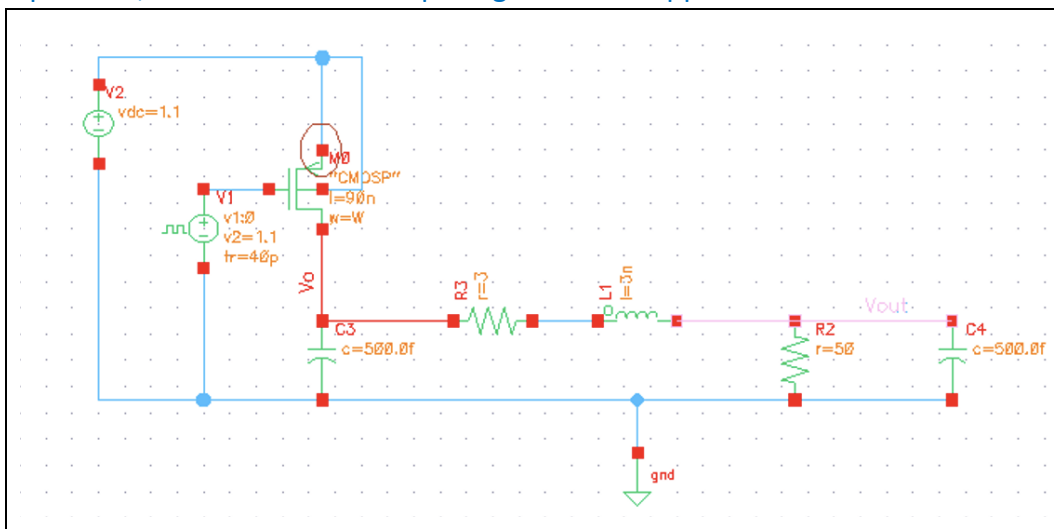 V2
vdc=1.1
M0
"CMOSP"
l=90n
w=W
V1
v1:0
v2=1.1
tr=40p
Vo
R3
r=3
L1
Vout
C3
c=500.0f
R2
r=50
C4
c=500.0f
gnd